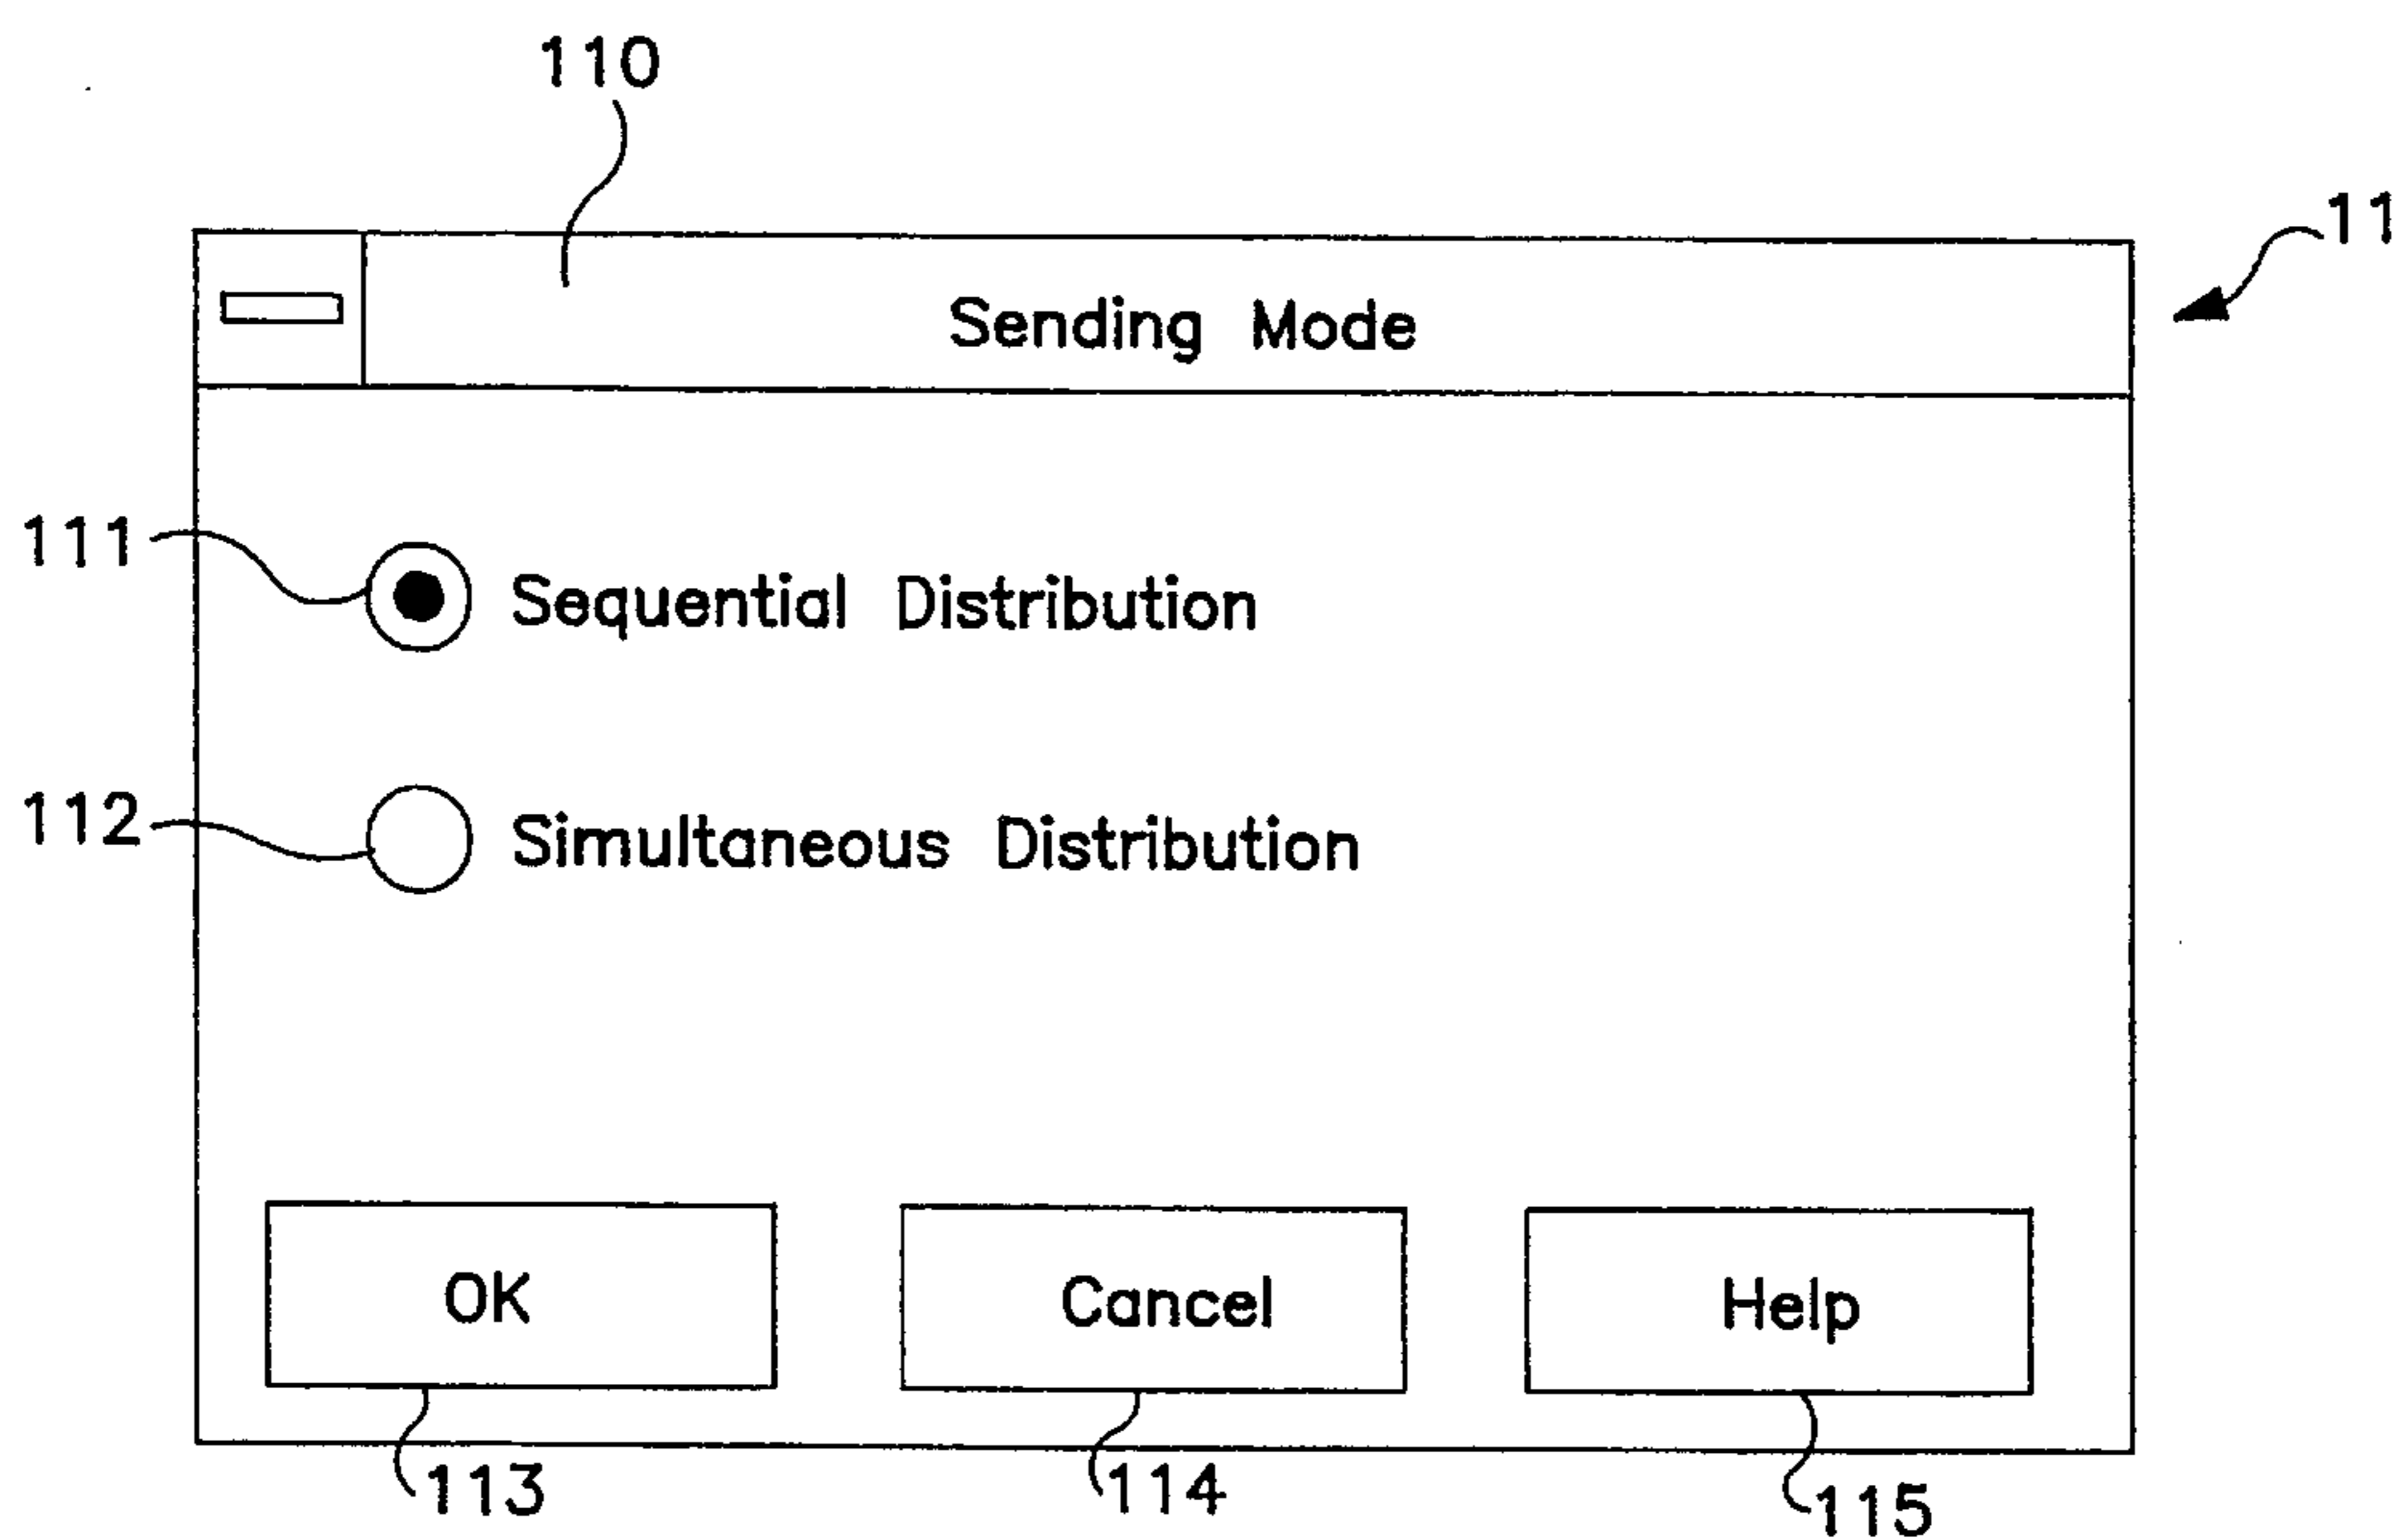 110
11
Sending Mode
111
Sequential Distribution
112
Simultaneous Distribution
OK
Cancel
Help
113
114
115